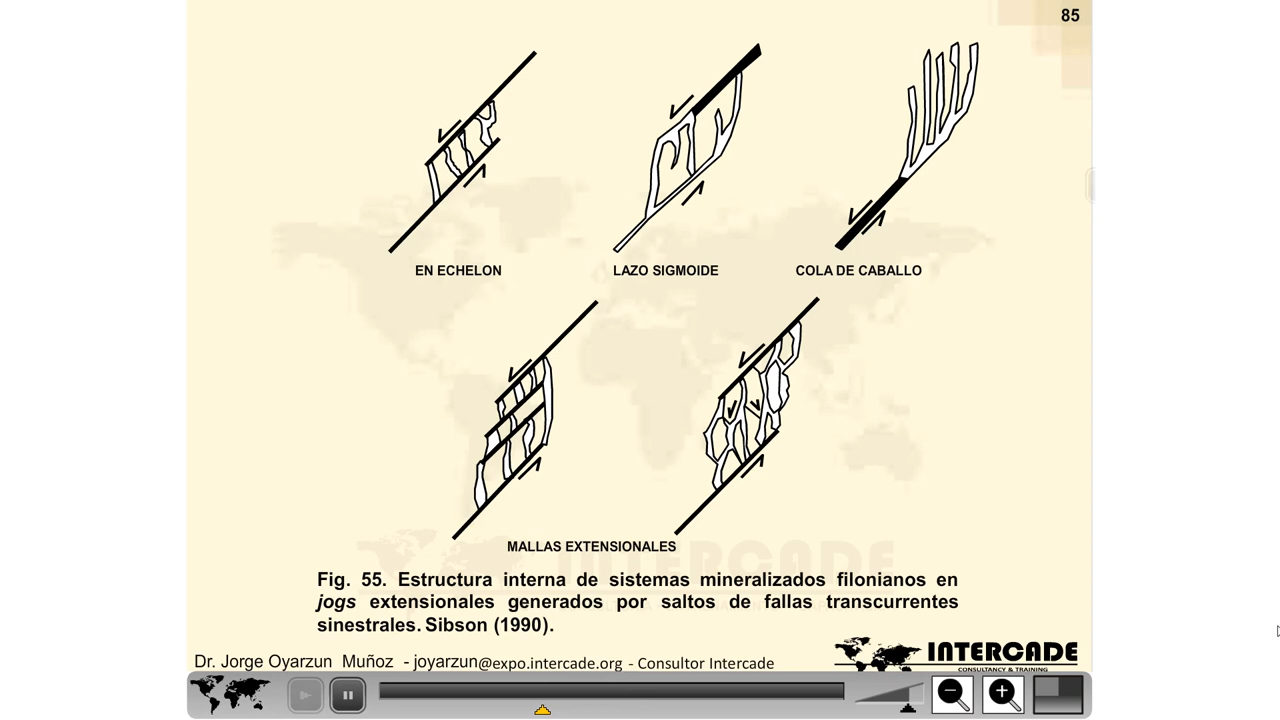 85
EN ECHELON
LAZO SIGMOIDE
COLA DE CABALLO
MALLAS EXTENSIONALES
INTERCADE
Fig. 55. Estructura interna de sistemas mineralizados filonianos en
jogs extensionales generados por saltos de fallas transcurrentes
sinestrales. Sibson (1990).
Dr. Jorge Oyarzun Muñoz - joyarzun@expo.intercade.org - Consultor Intercade
INTERCADE
CONSULTANCY & TRAINING